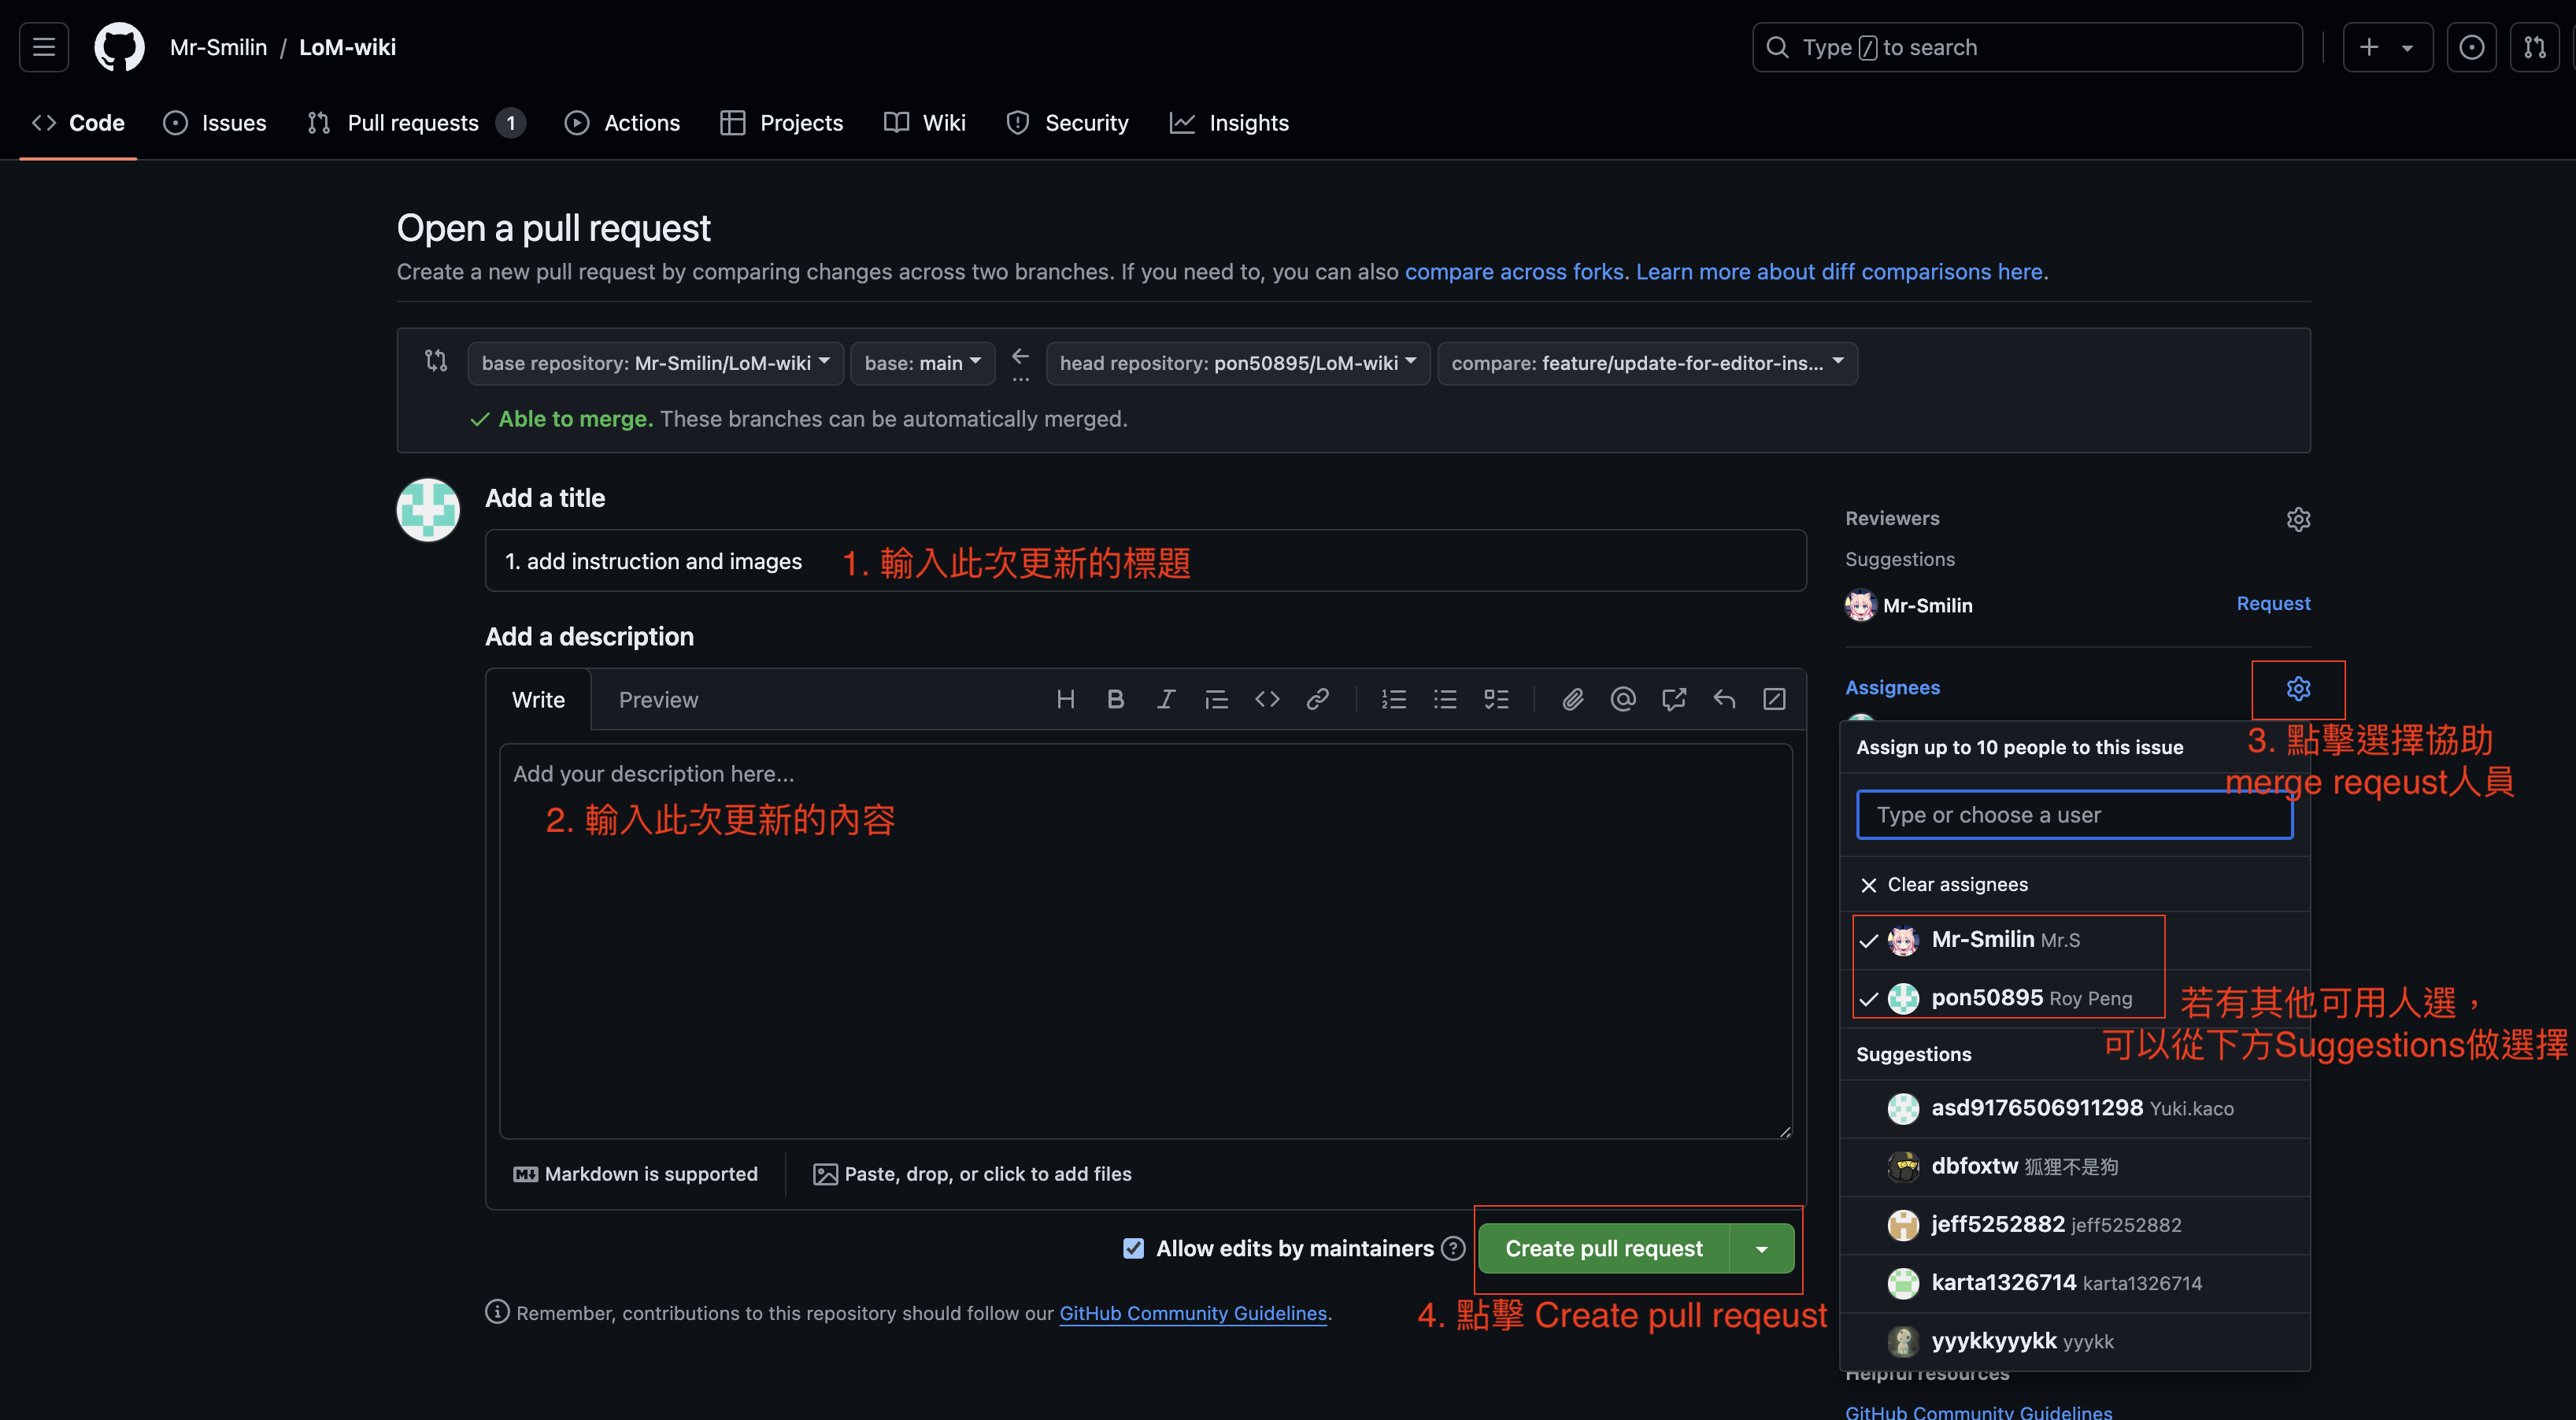 Mr-Smilin / LoM-wiki
Type / to search
Code
Issues
Pull requests 1
Actions
Projects
Wiki
Security
Insights
Open a pull request
Create a new pull request by comparing changes across two branches. If you need to, you can also compare across forks. Learn more about diff comparisons here.
base repository: Mr-Smilin/LoM-wiki
base: main
head repository: pon50895/LoM-wiki
compare: feature/update-for-editor-ins...
Able to merge. These branches can be automatically merged.
Add a title
1. add instruction and images
1. 輸入此次更新的標題
Add a description
Write
Preview
Add your description here...
2. 輸入此次更新的內容
Markdown is supported
Paste, drop, or click to add files
Allow edits by maintainers
Create pull request
4. 點擊 Create pull reqeust
Remember, contributions to this repository should follow our GitHub Community Guidelines.
Reviewers
Suggestions
Mr-Smilin
Request
Assignees
3. 點擊選擇協助
merge reqeust人員
Assign up to 10 people to this issue
Type or choose a user
Clear assignees
Mr-Smilin Mr.S
pon50895 Roy Peng
若有其他可用人選，
可以從下方Suggestions做選擇
Suggestions
asd9176506911298 Yuki.kaco
dbfoxtw 狐狸不是狗
jeff5252882 jeff5252882
karta1326714 karta1326714
yyykkyyykk yyykk
Helpful resources
GitHub Community Guidelines